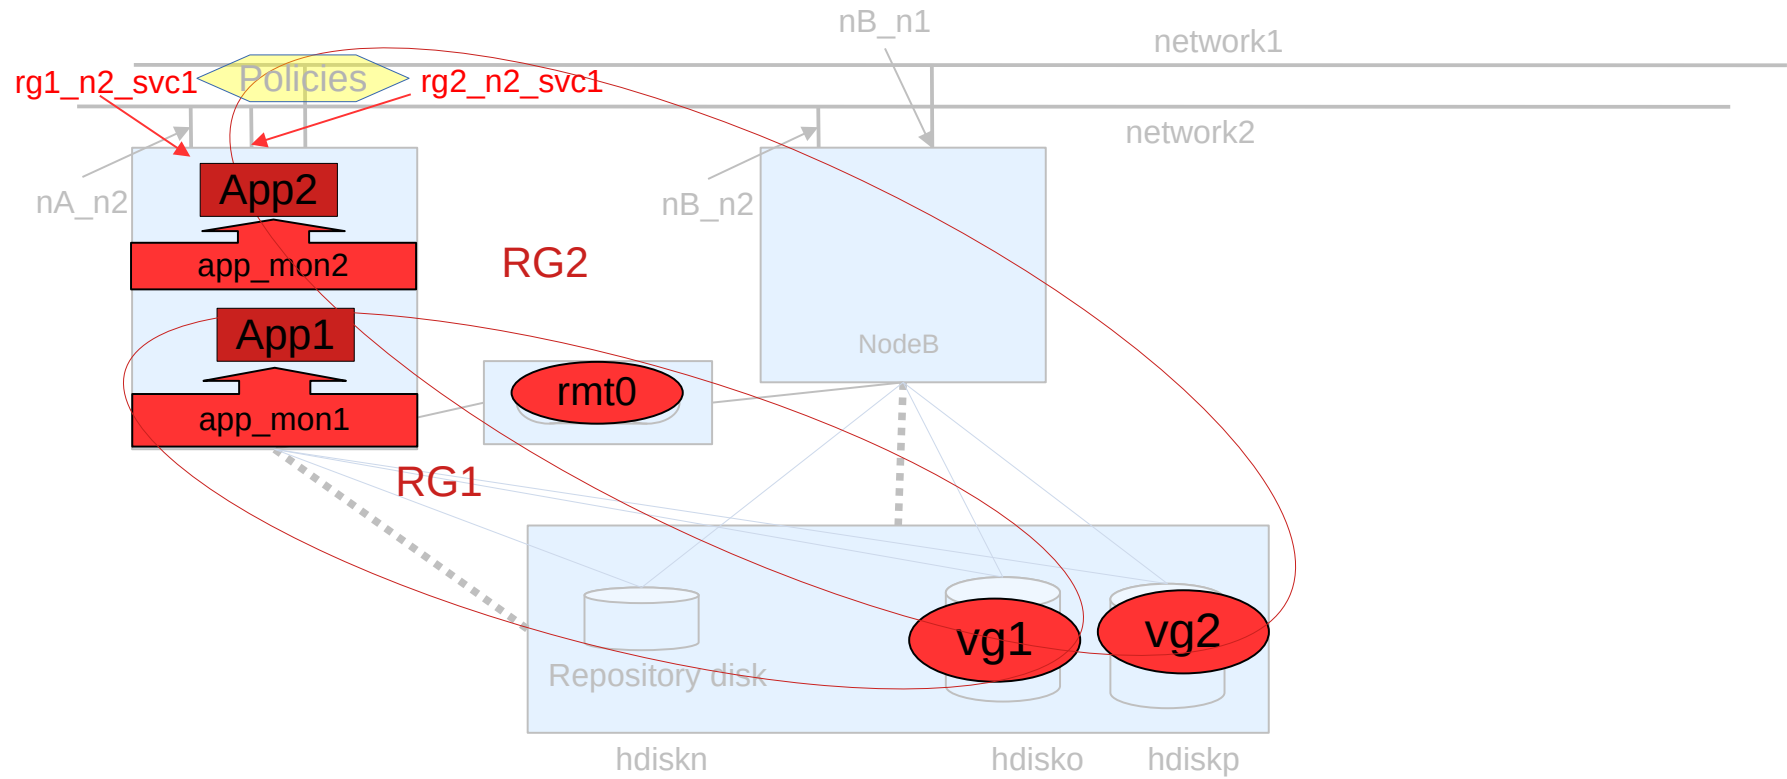 nB_n1
network1
rg1_n2_svc1
Policies
rg2_n2_svc1
network2
App2
nA_n2
nB_n2
app_mon2
RG2
App1
NodeB
rmt0
app_mon1
RG1
vg1
vg2
Repository disk
hdiskn
hdisko
hdiskp